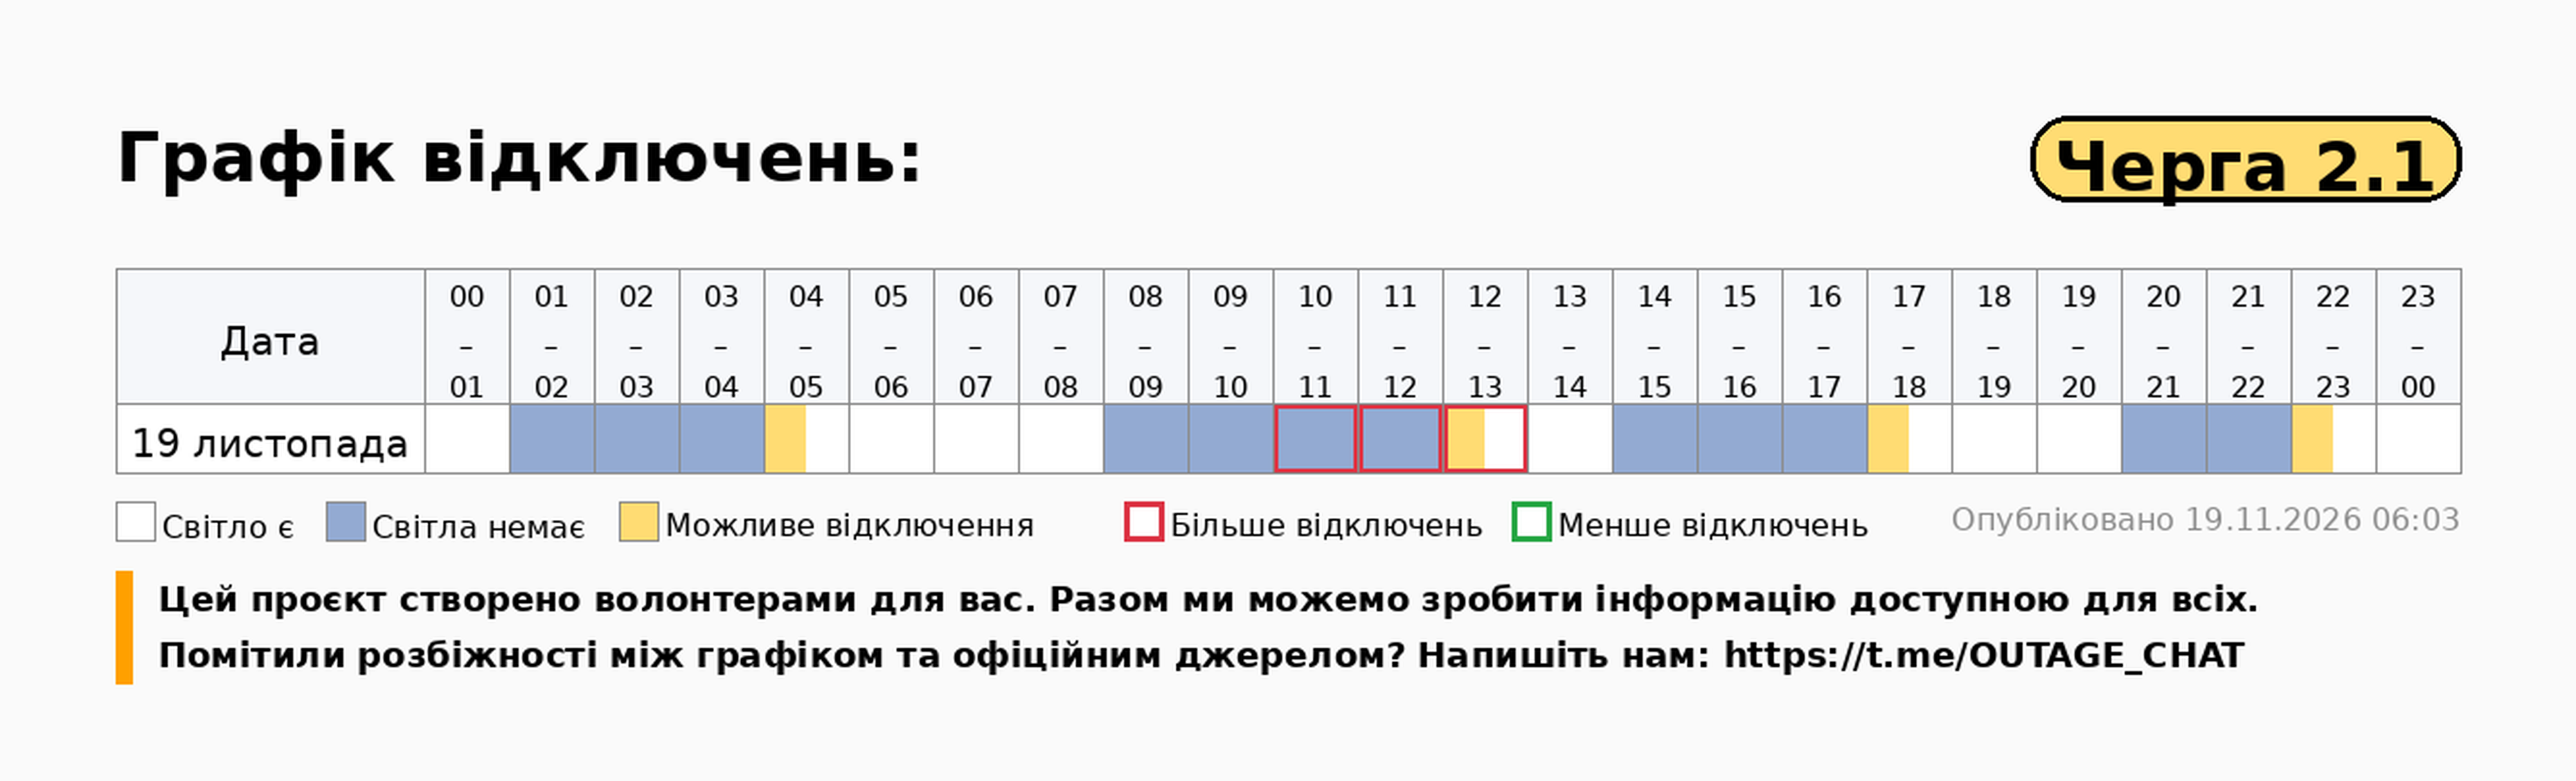 Графік відключень:
Черга 2.1
Дата
00 – 01
01 – 02
02 – 03
03 – 04
04 – 05
05 – 06
06 – 07
07 – 08
08 – 09
09 – 10
10 – 11
11 – 12
12 – 13
13 – 14
14 – 15
15 – 16
16 – 17
17 – 18
18 – 19
19 – 20
20 – 21
21 – 22
22 – 23
23 – 00
19 листопада
Світло є
Світла немає
Можливе відключення
Більше відключень
Менше відключень
Опубліковано 19.11.2026 06:03
Цей проєкт створено волонтерами для вас. Разом ми можемо зробити інформацію доступною для всіх.
Помітили розбіжності між графіком та офіційним джерелом? Напишіть нам: https://t.me/OUTAGE_CHAT